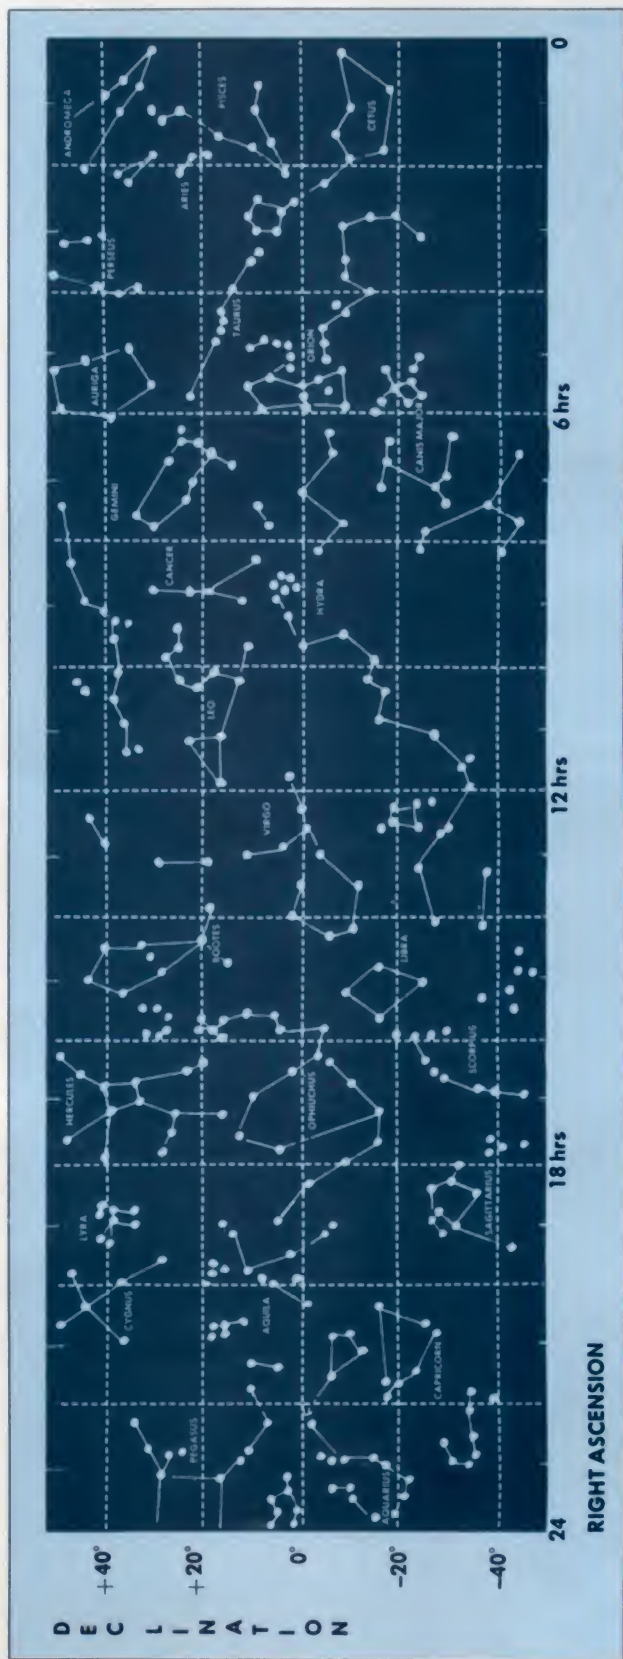 DECLINATION
HERCULES
ANDROMEDA
LYRA
AURIGA
+40°
PERSEUS
GEMINI
CYGNUS
CANCER
ARIES
PEGASUS
+20°
BOOTES
LEO
PISCES
TAURUS
AQUILA
VIRGO
0°
OPHIUCHUS
ORION
HYDRA
CETUS
AQUARIUS
-20°
LIBRA
CANIS MAJOR
CAPRICORN
SCORPIUS
SAGITTARIUS
-40°
24
18 hrs
12 hrs
6 hrs
0
RIGHT ASCENSION